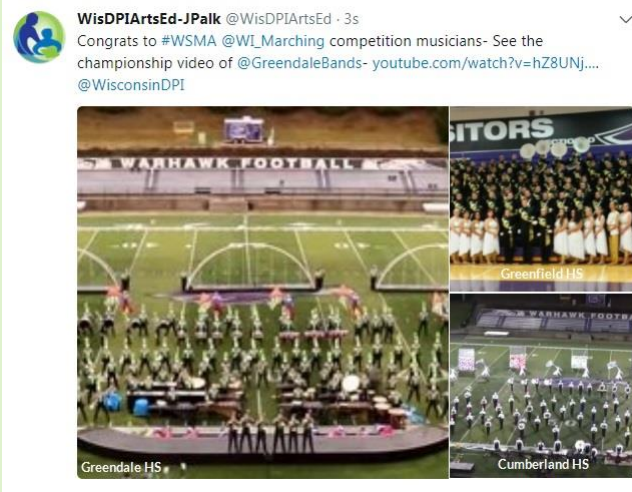 WisDPIArtsEd-JPalk @WisDPIArtsEd · 3s
Congrats to #WSMA @WI_Marching competition musicians- See the
championship video of @GreendaleBands- youtube.com/watch?v=hZ8UNj....
@WisconsinDPI
WARHAWK FOOTBALL
Greendale HS
SITORS
Greenfield HS
WARHAWK FOOTBA
Cumberland HS